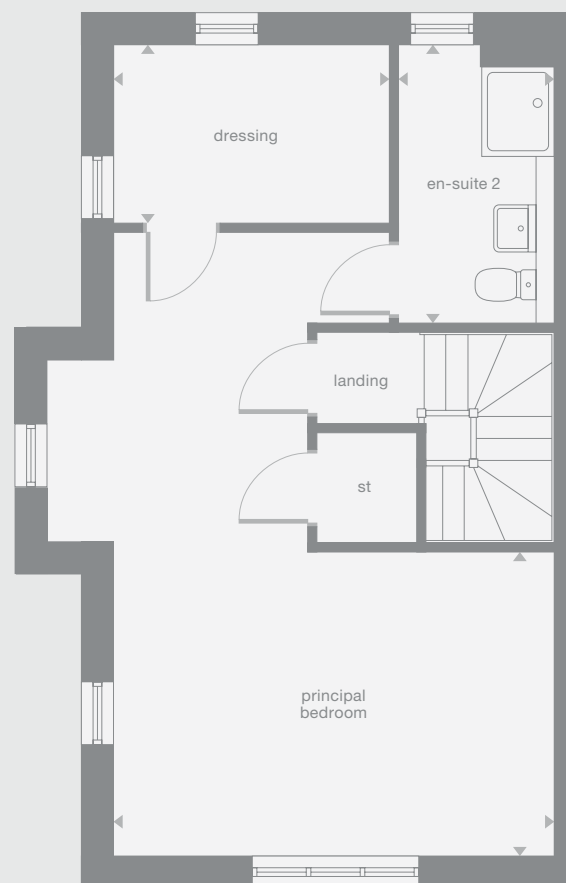 dressing
en-suite 2
landing
st
principal
bedroom